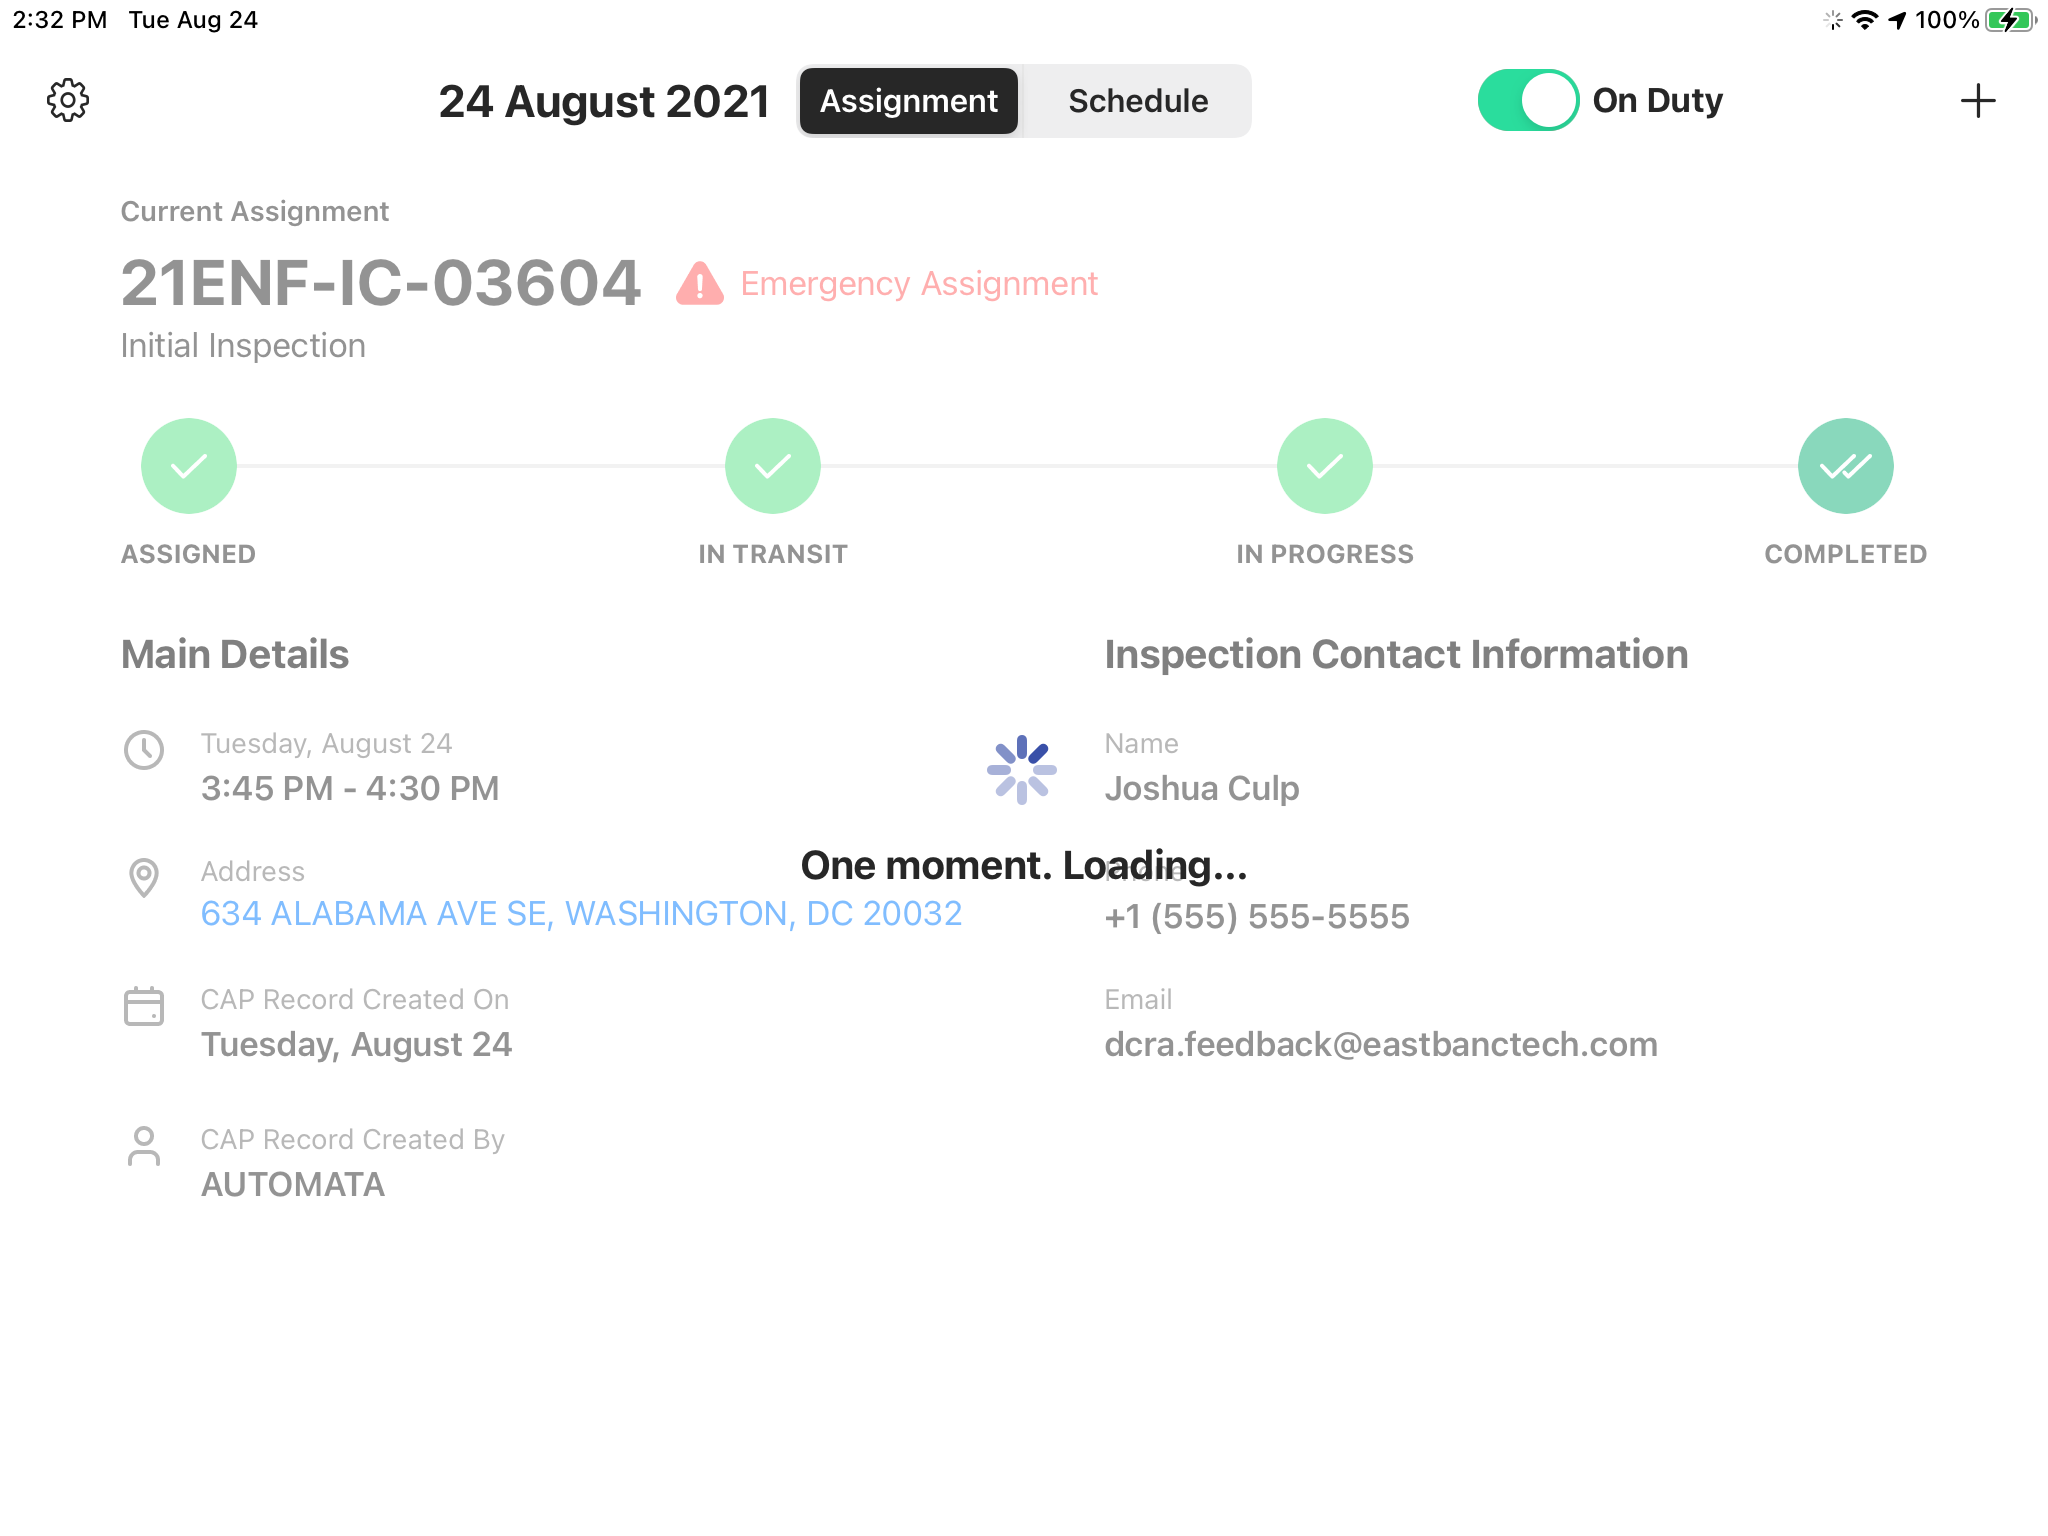 2:32 PM Tue Aug 24
100%
24 August 2021
Assignment
Schedule
On Duty
Current Assignment
21ENF-IC-03604
Emergency Assignment
Initial Inspection
ASSIGNED
IN TRANSIT
IN PROGRESS
COMPLETED
Main Details
Tuesday, August 24
3:45 PM - 4:30 PM
Address
634 ALABAMA AVE SE, WASHINGTON, DC 20032
CAP Record Created On
Tuesday, August 24
CAP Record Created By
AUTOMATA
One moment. Loading...
Inspection Contact Information
Name
Joshua Culp
Phone
+1 (555) 555-5555
Email
dcra.feedback@eastbanctech.com